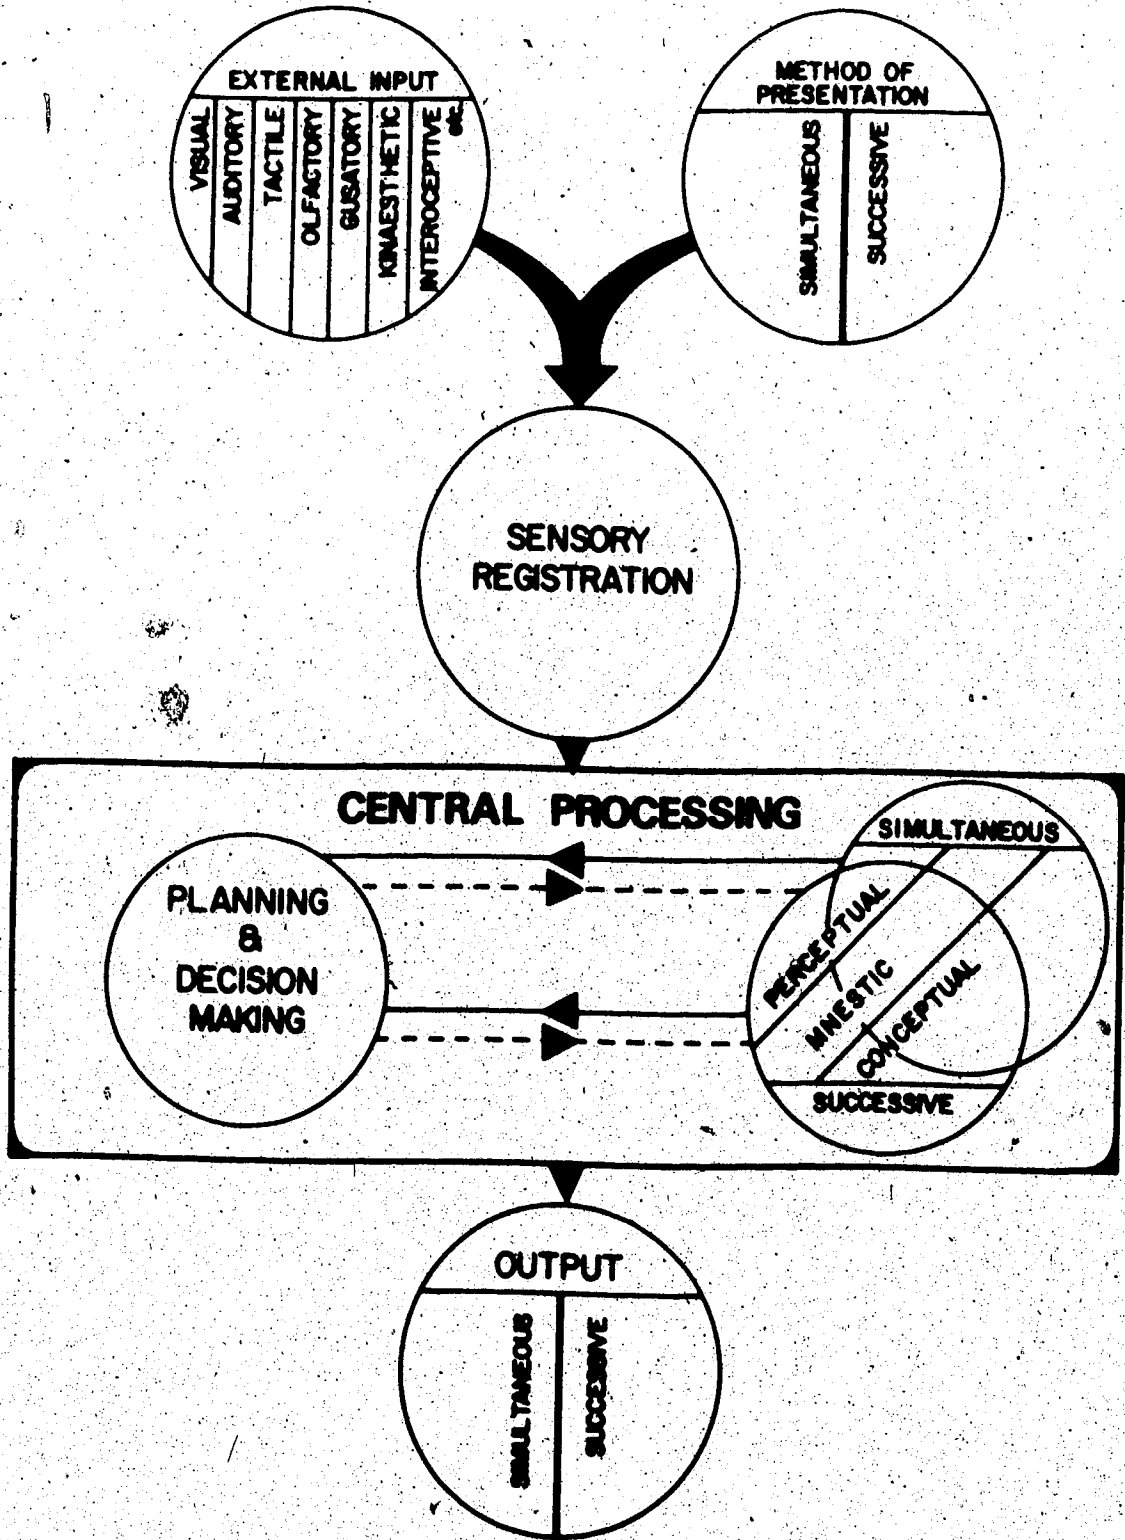 EXTERNAL INPUT
VISUAL
AUDITORY
TACTILE
OLFACTORY
GUSATORY
KINAESTHETIC
INTEROCEPTIVE
etc.
METHOD OF
PRESENTATION
SIMULTANEOUS
SUCCESSIVE
SENSORY
REGISTRATION
CENTRAL PROCESSING
PLANNING
&
DECISION
MAKING
SIMULTANEOUS
PERCEPTUAL
MNESTIC
CONCEPTUAL
SUCCESSIVE
OUTPUT
SIMULTANEOUS
SUCCESSIVE